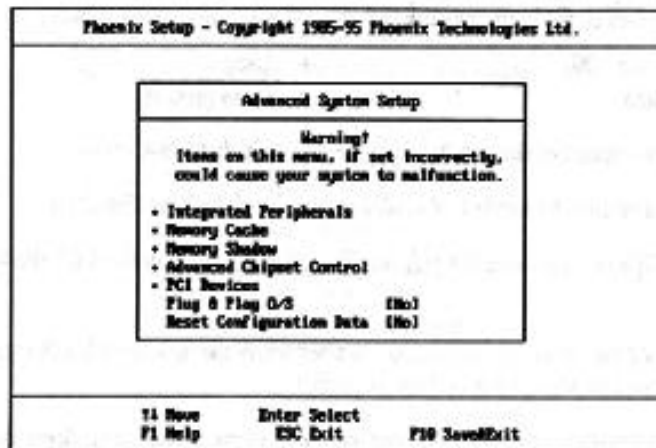 Phoenix Setup - Copyright 1985-95 Phoenix Technologies Ltd.
Advanced System Setup
Warning!
Items on this menu, if set incorrectly,
could cause your system to malfunction.
• Integrated Peripherals
• Memory Cache
• Memory Shadow
• Advanced Chipset Control
• PCI Devices
Plug & Play O/S [No]
Reset Configuration Data [No]
↑↓ Move Enter Select
F1 Help ESC Exit F10 Save&Exit